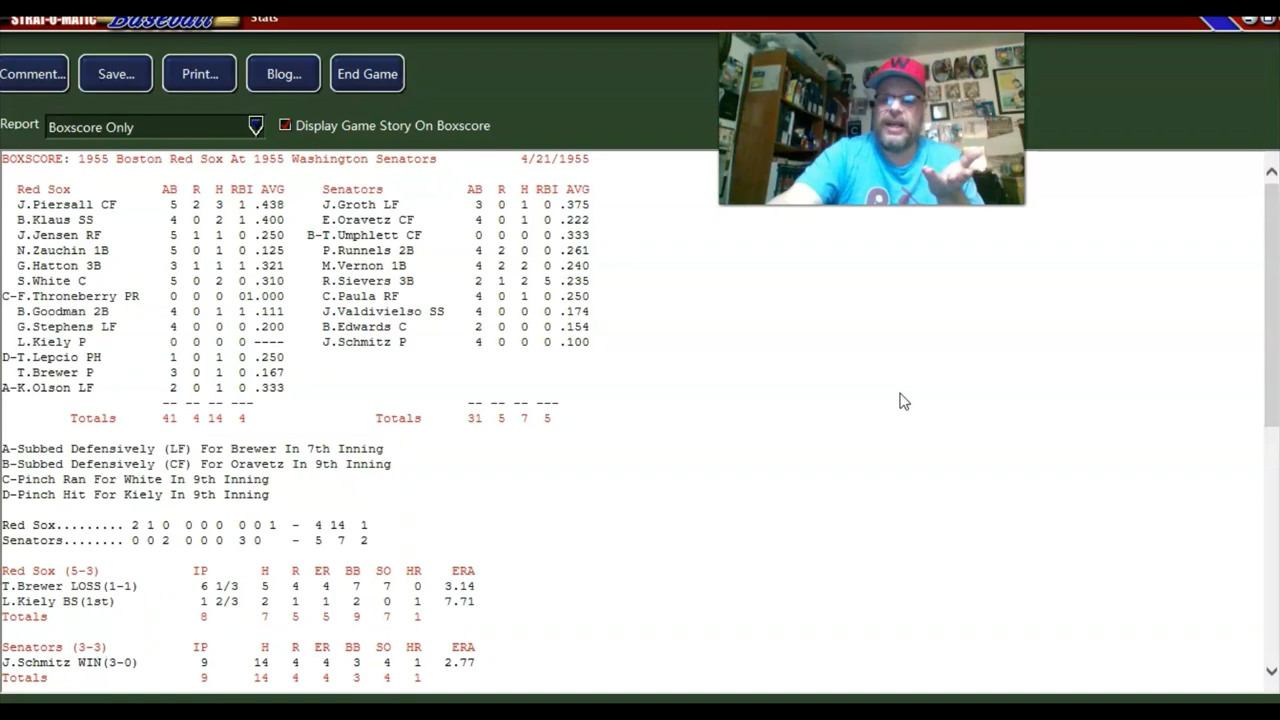 STRAT-O-MATIC Baseball Stats
Comment... Save... Print... Blog... End Game
Report Boxscore Only Display Game Story On Boxscore
W
BOXSCORE: 1955 Boston Red Sox At 1955 Washington Senators 4/21/1955
Red Sox AB R H RBI AVG Senators AB R H RBI AVG
J.Piersall CF 5 2 3 1 .438 J.Groth LF 3 0 1 0 .375
B.Klaus SS 4 0 2 0 .400 E.Oravetz CF 4 0 1 0 .222
J.Jensen RF 5 1 1 0 .250 B-T.Umphlett CF 0 0 0 0 .333
N.Zauchin 1B 5 0 1 0 .125 P.Runnels 2B 4 2 0 0 .261
G.Hatton 3B 3 1 1 1 .321 M.Vernon 1B 4 2 2 0 .240
S.White C 5 0 2 0 .310 R.Sievers 3B 2 1 2 5 .235
C-F.Throneberry PR 0 0 0 01.000 C.Paula RF 4 0 1 0 .250
B.Goodman 2B 4 0 1 1 .111 J.Valdivielso SS 4 0 0 0 .174
G.Stephens LF 4 0 0 0 .200 B.Edwards C 2 0 0 0 .154
L.Kiely P 0 0 0 0 ---- J.Schmitz P 4 0 0 0 .100
D-T.Lepcio PH 1 0 1 0 .250
T.Brewer P 3 0 1 0 .167
A-K.Olson LF 2 0 1 0 .333
-- -- -- --- -- -- -- ---
Totals 41 4 14 4 Totals 31 5 7 5
A-Subbed Defensively (LF) For Brewer In 7th Inning
B-Subbed Defensively (CF) For Oravetz In 9th Inning
C-Pinch Ran For White In 9th Inning
D-Pinch Hit For Kiely In 9th Inning
Red Sox......... 2 1 0 0 0 0 0 0 1 - 4 14 1
Senators........ 0 0 2 0 0 0 3 0 - 5 7 2
Red Sox (5-3) IP H R ER BB SO HR ERA
T.Brewer LOSS(1-1) 6 1/3 5 4 4 7 7 0 3.14
L.Kiely BS(1st) 1 2/3 2 1 1 2 0 1 7.71
Totals 8 7 5 5 9 7 1
Senators (3-3) IP H R ER BB SO HR ERA
J.Schmitz WIN(3-0) 9 14 4 4 3 4 1 2.77
Totals 9 14 4 4 3 4 1